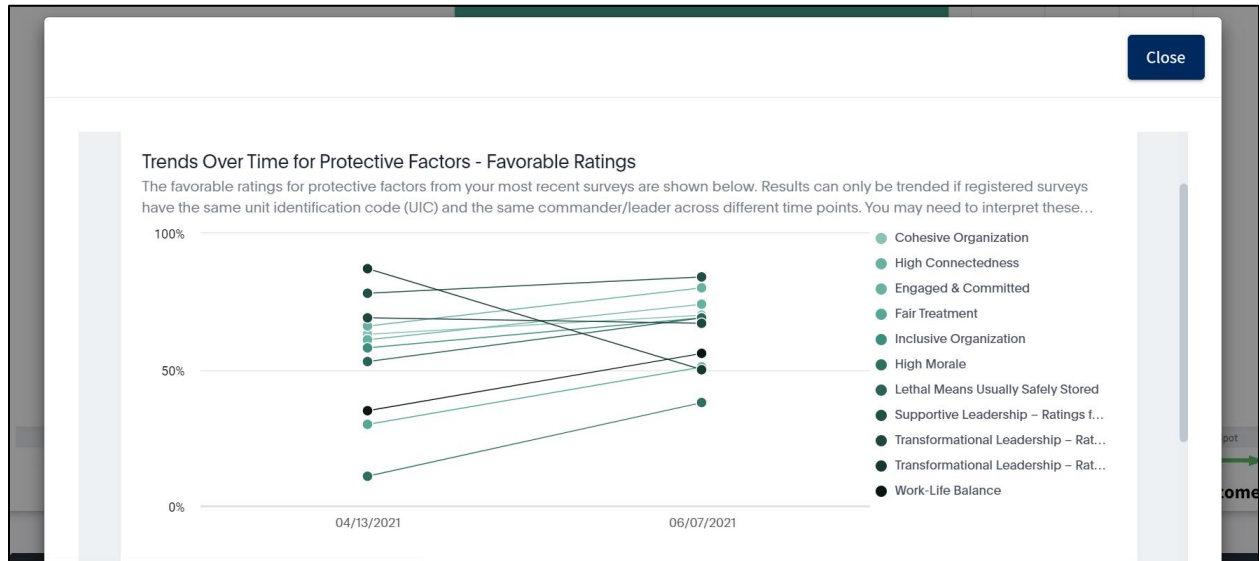 Close
Trends Over Time for Protective Factors - Favorable Ratings
The favorable ratings for protective factors from your most recent surveys are shown below. Results can only be trended if registered surveys
have the same unit identification code (UIC) and the same commander/leader across different time points. You may need to interpret these...
100%
50%
0%
04/13/2021
06/07/2021
Cohesive Organization
High Connectedness
Engaged & Committed
Fair Treatment
Inclusive Organization
High Morale
Lethal Means Usually Safely Stored
Supportive Leadership – Ratings f...
Transformational Leadership – Rat...
Transformational Leadership – Rat...
Work-Life Balance
pot
come